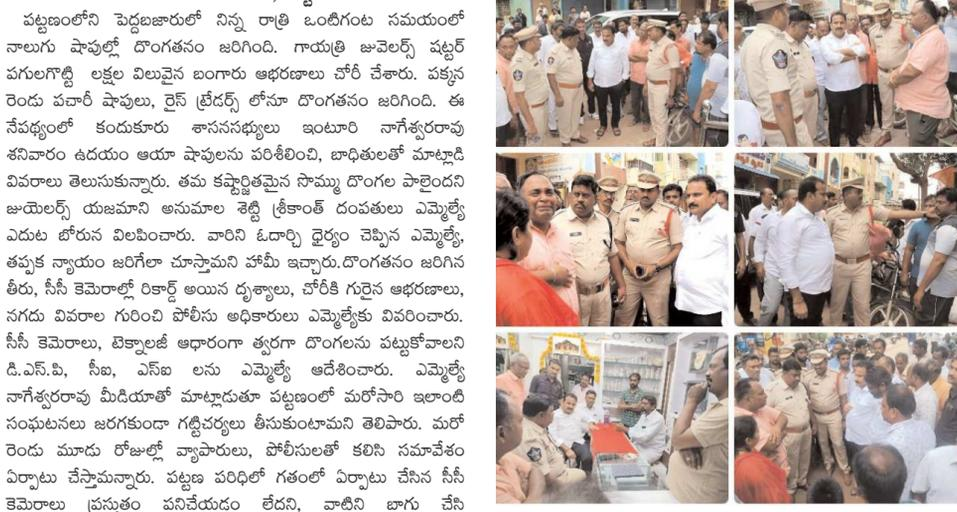 పట్టణంలోని పెద్దబజారులో నిన్న రాత్రి ఒంటిగంట సమయంలో
నాలుగు షాపుల్లో దొంగతనం జరిగింది. గాయత్రి జువెలర్స్ షట్టర్
పగులగొట్టి లక్షల విలువైన బంగారు ఆభరణాలు చోరీ చేశారు. పక్కన
రెండు పచారీ షాపులు, రైస్ ట్రేడర్స్ లోనూ దొంగతనం జరిగింది. ఈ
నేపథ్యంలో కందుకూరు శాసనసభ్యులు ఇంటూరి నాగేశ్వరరావు
శనివారం ఉదయం ఆయా షాపులను పరిశీలించి, బాధితులతో మాట్లాడి
వివరాలు తెలుసుకున్నారు. తమ కష్టార్జితమైన సొమ్ము దొంగల పాలైందని
జుయెలర్స్ యజమాని అనుమాల శెట్టి శ్రీకాంత్ దంపతులు ఎమ్మెల్యే
ఎదుట బోరున విలపించారు. వారిని ఓదార్చి ధైర్యం చెప్పిన ఎమ్మెల్యే,
తప్పక న్యాయం జరిగేలా చూస్తామని హామీ ఇచ్చారు.దొంగతనం జరిగిన
తీరు, సీసీ కెమెరాల్లో రికార్డ్ అయిన దృశ్యాలు, చోరీకి గురైన ఆభరణాలు,
నగదు వివరాల గురించి పోలీసు అధికారులు ఎమ్మెల్యేకు వివరించారు.
సీసీ కెమెరాలు, టెక్నాలజీ ఆధారంగా త్వరగా దొంగలను పట్టుకోవాలని
డి.ఎస్.పి, సీఐ, ఎస్ఐ లను ఎమ్మెల్యే ఆదేశించారు. ఎమ్మెల్యే
నాగేశ్వరరావు మీడియాతో మాట్లాడుతూ పట్టణంలో మరోసారి ఇలాంటి
సంఘటనలు జరగకుండా గట్టిచర్యలు తీసుకుంటామని తెలిపారు. మరో
రెండు మూడు రోజుల్లో వ్యాపారులు, పోలీసులతో కలిసి సమావేశం
ఏర్పాటు చేస్తామన్నారు. పట్టణ పరిధిలో గతంలో ఏర్పాటు చేసిన సీసీ
కెమెరాలు ప్రస్తుతం పనిచేయడం లేదని, వాటిని బాగు చేసి